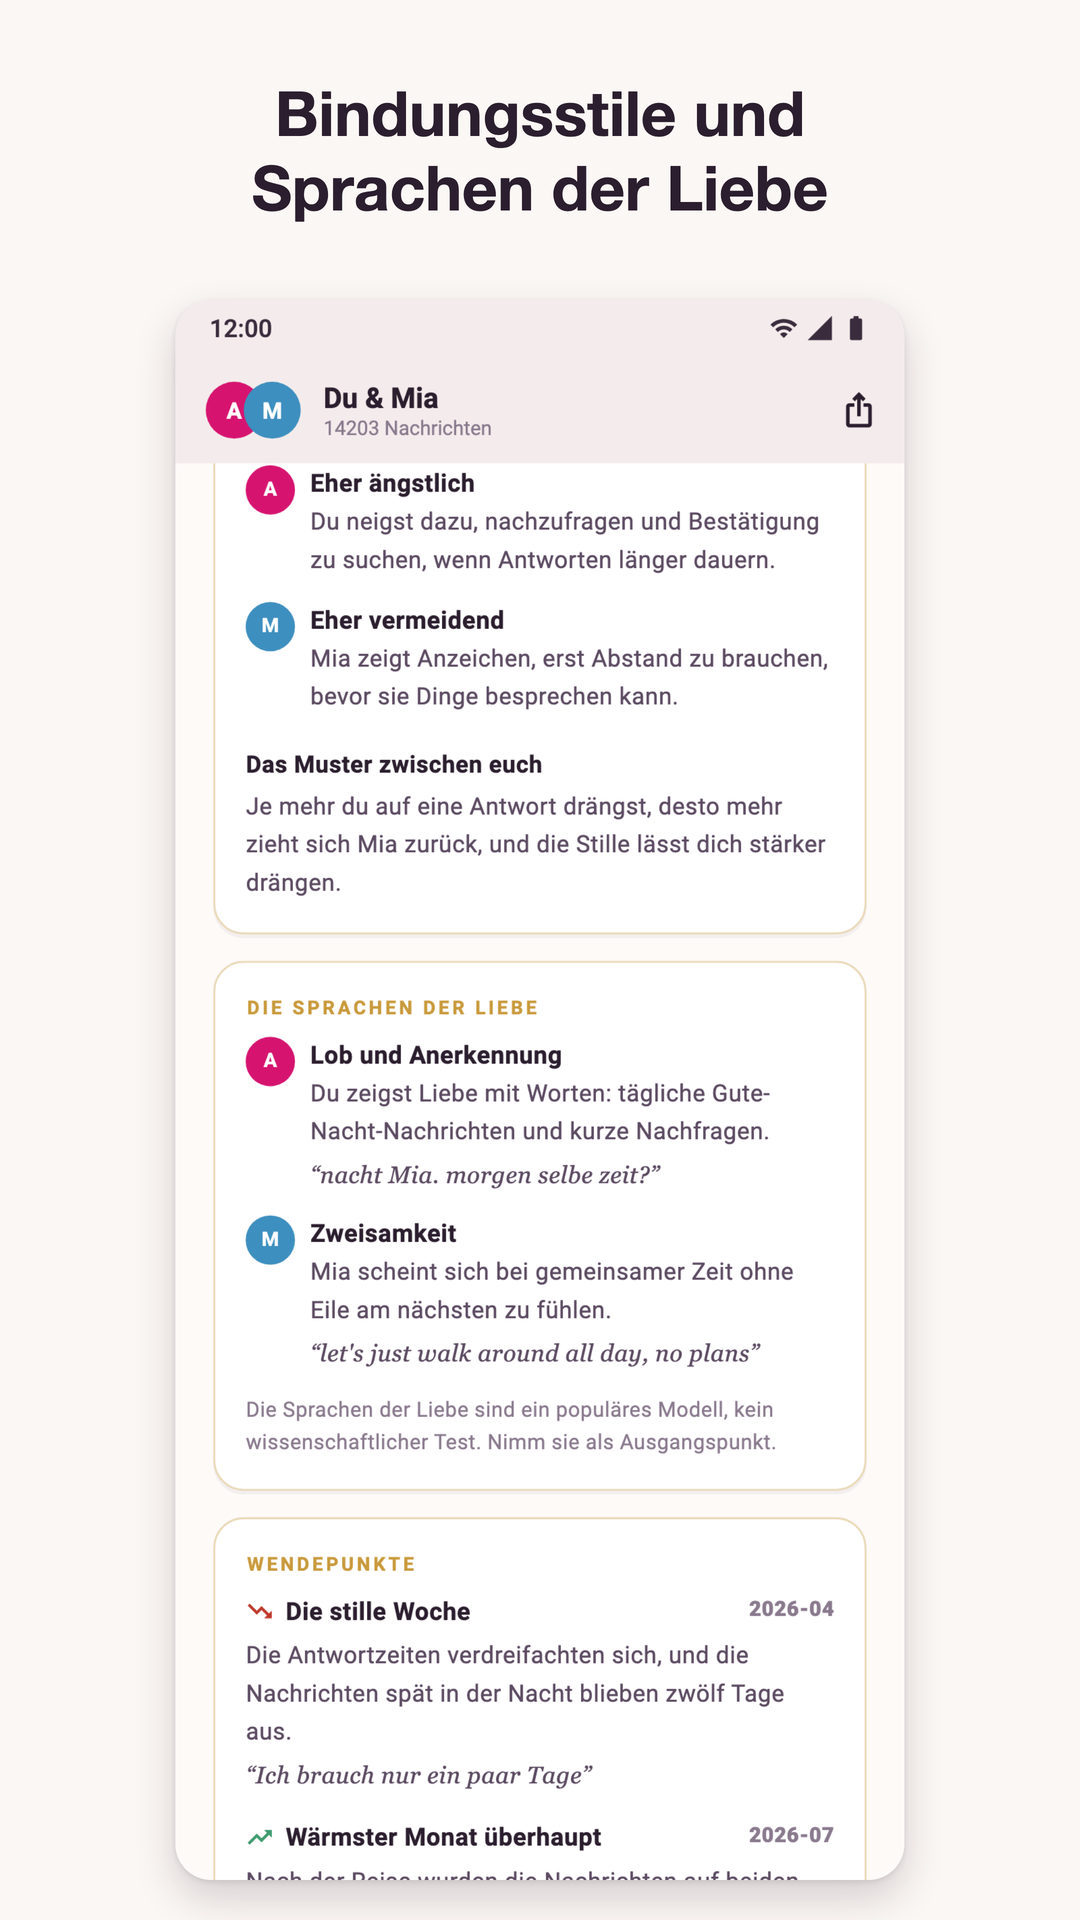 Bindungsstile und
Sprachen der Liebe
12:00
A M Du & Mia
14203 Nachrichten
A Eher ängstlich
Du neigst dazu, nachzufragen und Bestätigung
zu suchen, wenn Antworten länger dauern.
M Eher vermeidend
Mia zeigt Anzeichen, erst Abstand zu brauchen,
bevor sie Dinge besprechen kann.
Das Muster zwischen euch
Je mehr du auf eine Antwort drängst, desto mehr
zieht sich Mia zurück, und die Stille lässt dich stärker
drängen.
DIE SPRACHEN DER LIEBE
A Lob und Anerkennung
Du zeigst Liebe mit Worten: tägliche Gute-
Nacht-Nachrichten und kurze Nachfragen.
“nacht Mia. morgen selbe zeit?”
M Zweisamkeit
Mia scheint sich bei gemeinsamer Zeit ohne
Eile am nächsten zu fühlen.
“let's just walk around all day, no plans”
Die Sprachen der Liebe sind ein populäres Modell, kein
wissenschaftlicher Test. Nimm sie als Ausgangspunkt.
WENDEPUNKTE
Die stille Woche 2026-04
Die Antwortzeiten verdreifachten sich, und die
Nachrichten spät in der Nacht blieben zwölf Tage
aus.
“Ich brauch nur ein paar Tage”
Wärmster Monat überhaupt 2026-07
Nach der Reise wurden die Nachrichten auf beiden